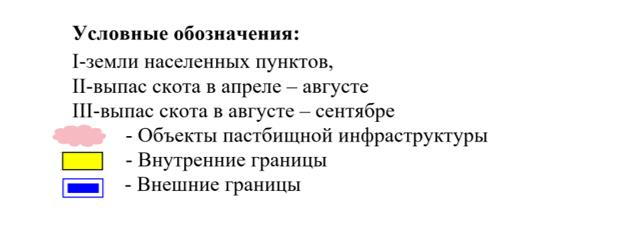 Условные обозначения:
I-земли населенных пунктов,
II-выпас скота в апреле – августе
III-выпас скота в августе – сентябре
- Объекты пастбищной инфраструктуры
- Внутренние границы
- Внешние границы